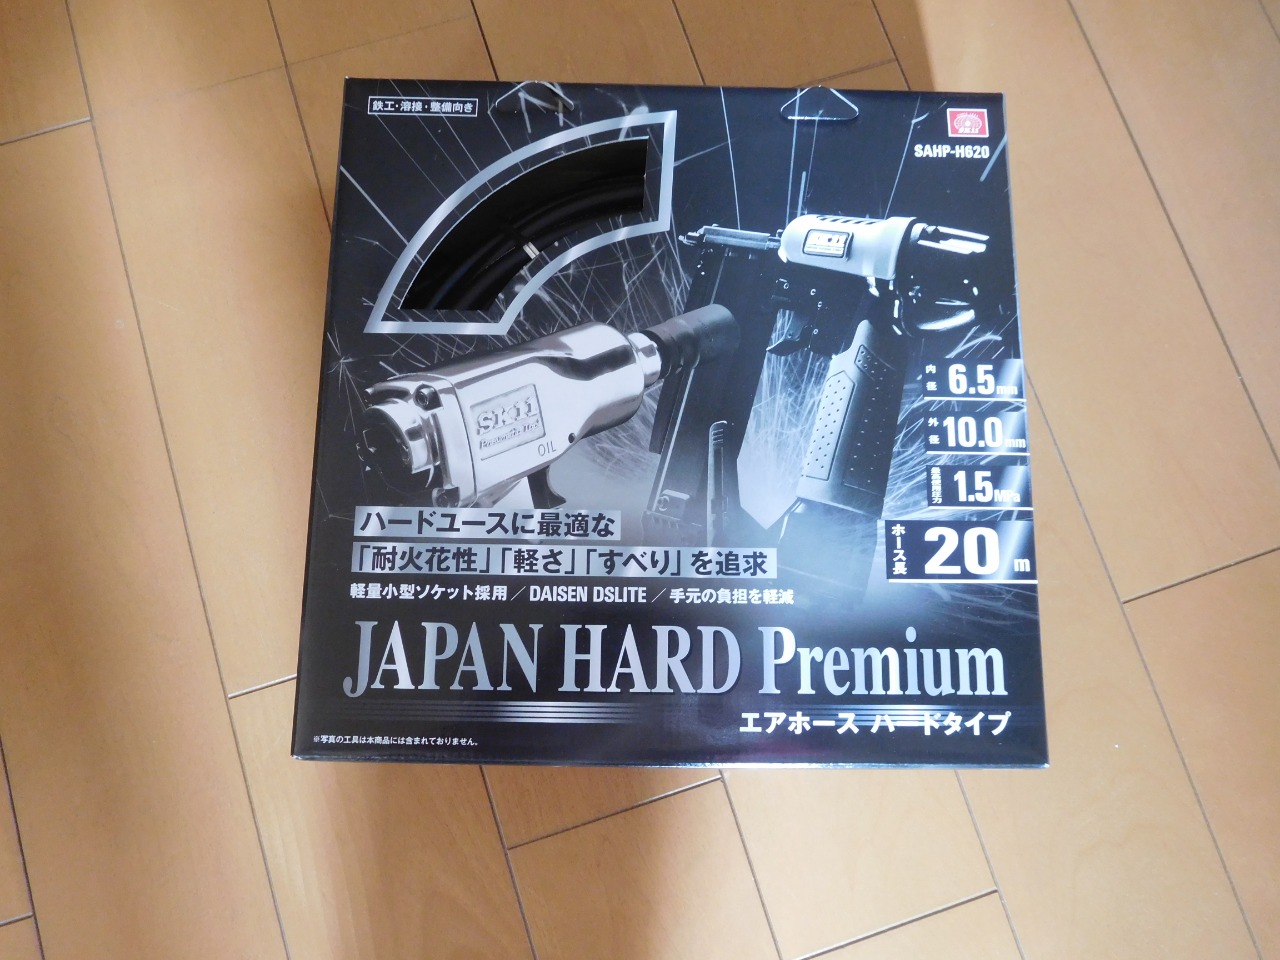 鉄工・溶接・整備向き
SK11
SAHP-H620
SK11
SK11
Pneumatic Tool
OIL
内径 6.5mm
外径 10.0mm
最高使用圧力 1.5MPa
ホース長 20m
ハードユースに最適な
「耐火花性」「軽さ」「すべり」を追求
軽量小型ソケット採用／DAISEN DSLITE／手元の負担を軽減
JAPAN HARD Premium
エアホース ハードタイプ
※写真の工具は本商品には含まれておりません。